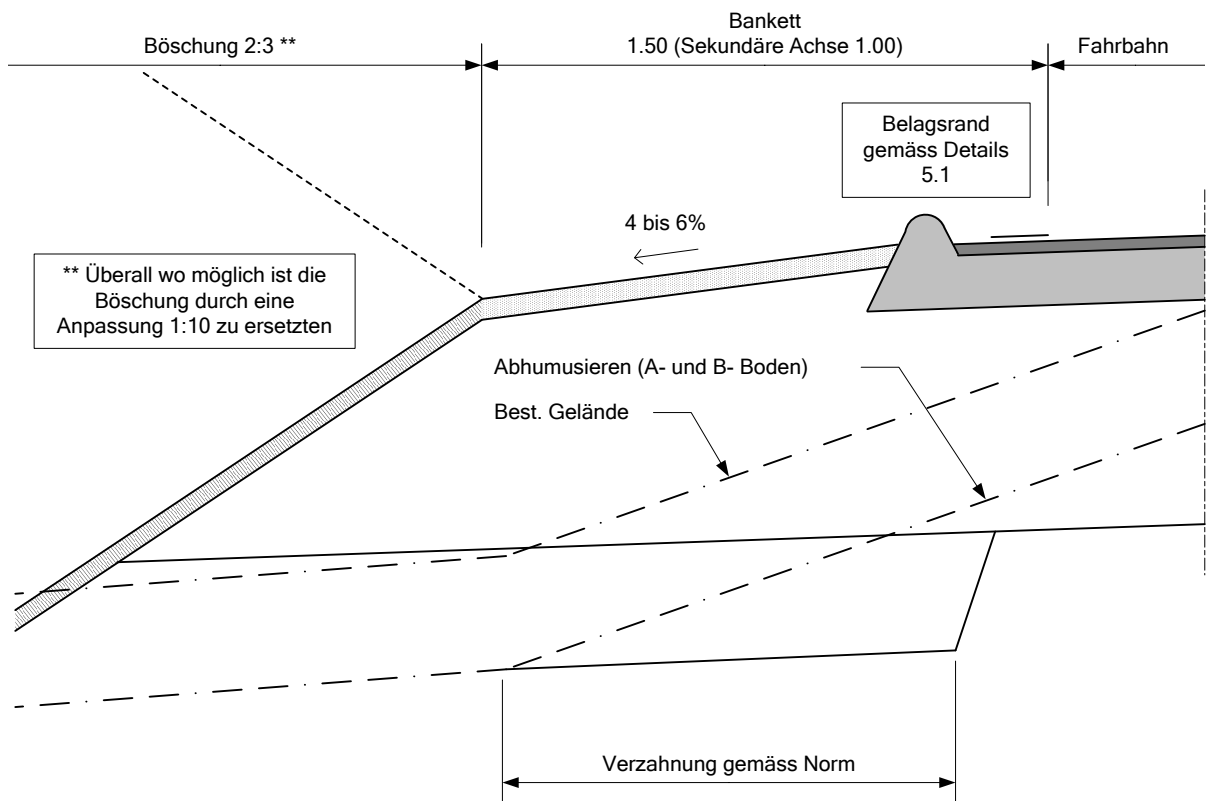 Böschung 2:3 **
Bankett
1.50 (Sekundäre Achse 1.00)
Fahrbahn
Belagsrand
gemäss Details
5.1
4 bis 6%
** Überall wo möglich ist die
Böschung durch eine
Anpassung 1:10 zu ersetzten
Abhumusieren (A- und B- Boden)
Best. Gelände
Verzahnung gemäss Norm